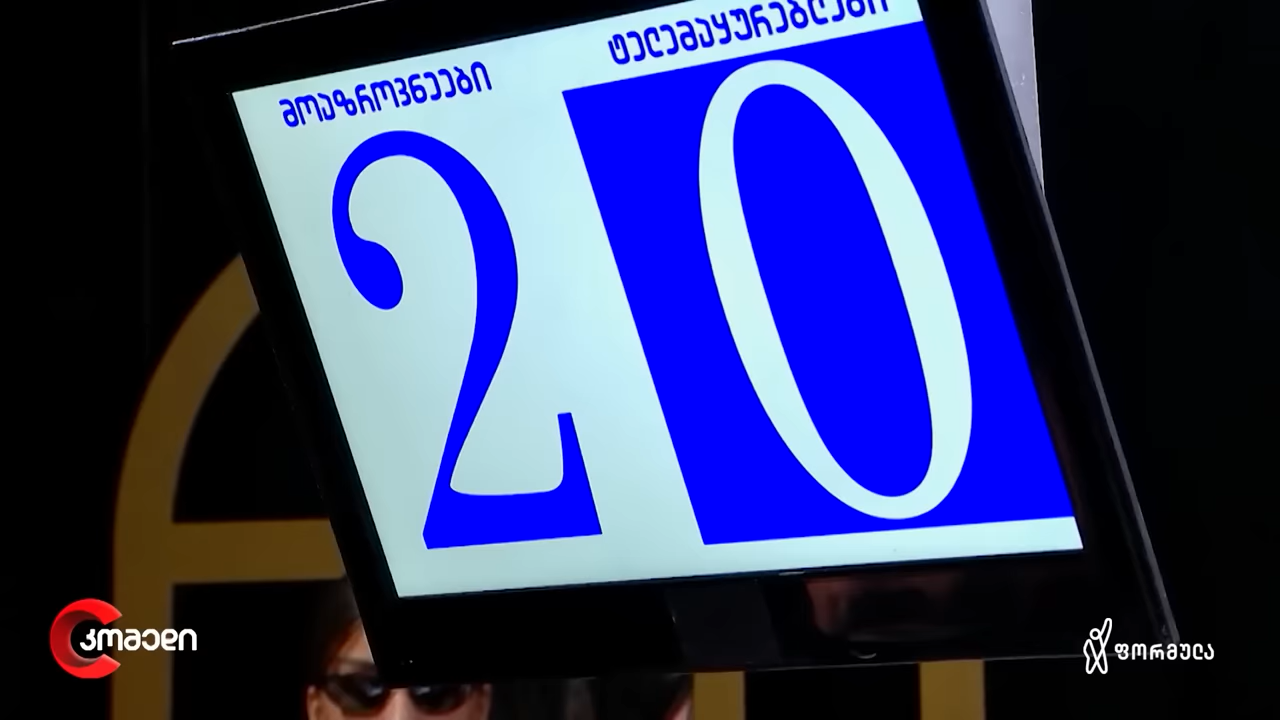 მოაზროვნეები
ტელემაყურებლები
2
0
კომედი
ფორმულა